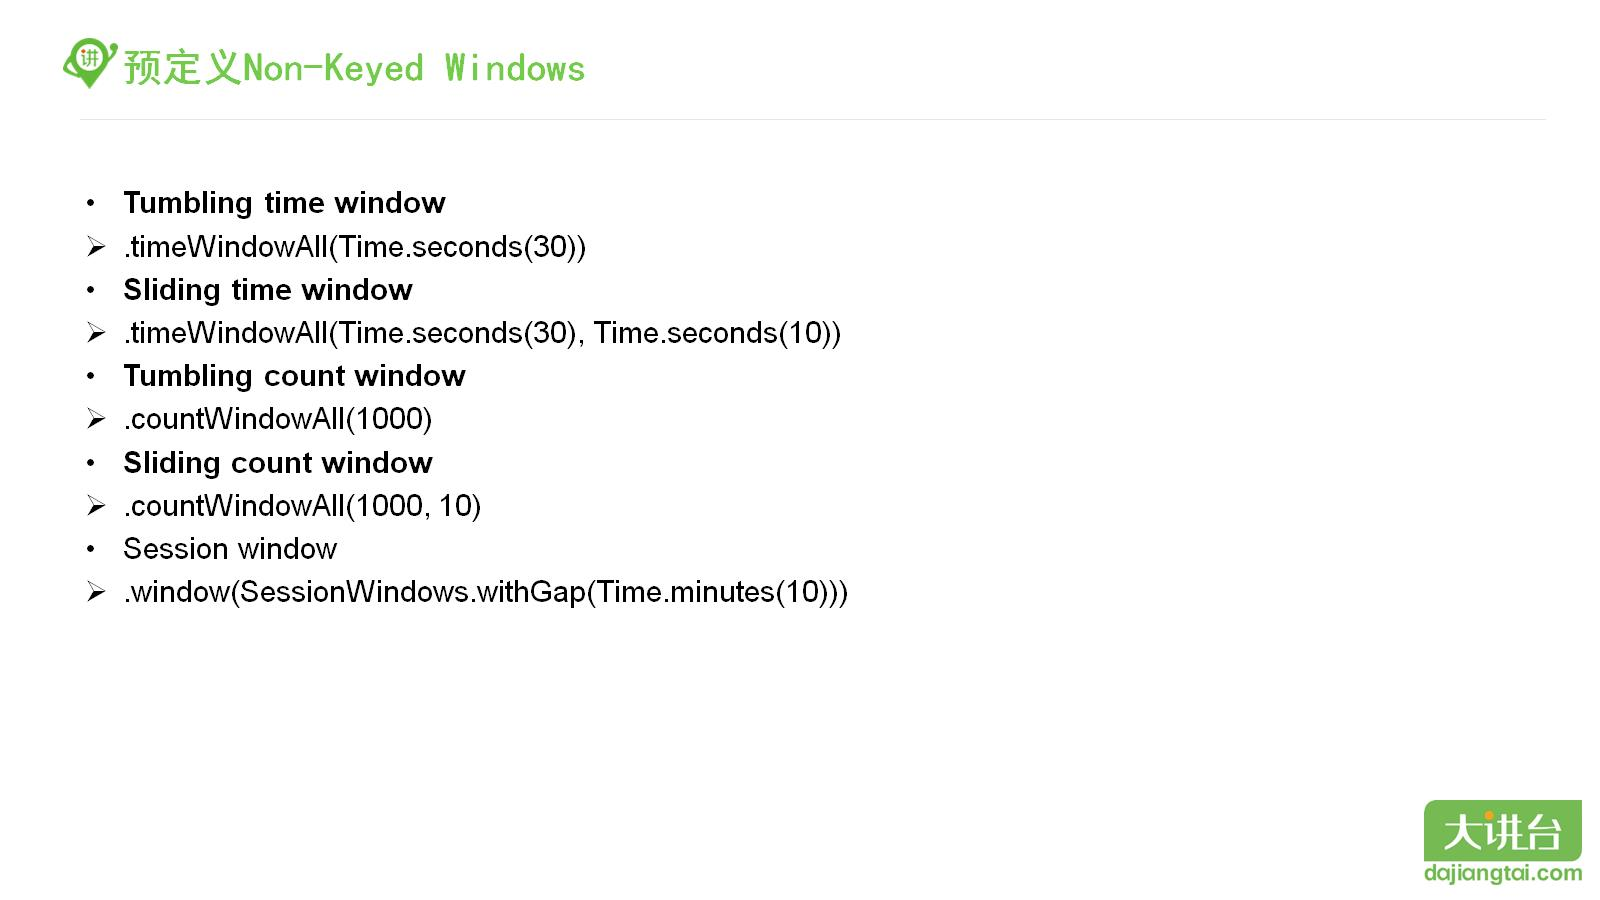 讲
预定义Non-Keyed Windows
• Tumbling time window
➢ .timeWindowAll(Time.seconds(30))
• Sliding time window
➢ .timeWindowAll(Time.seconds(30), Time.seconds(10))
• Tumbling count window
➢ .countWindowAll(1000)
• Sliding count window
➢ .countWindowAll(1000, 10)
• Session window
➢ .window(SessionWindows.withGap(Time.minutes(10)))
大讲台
dajiangtai.com